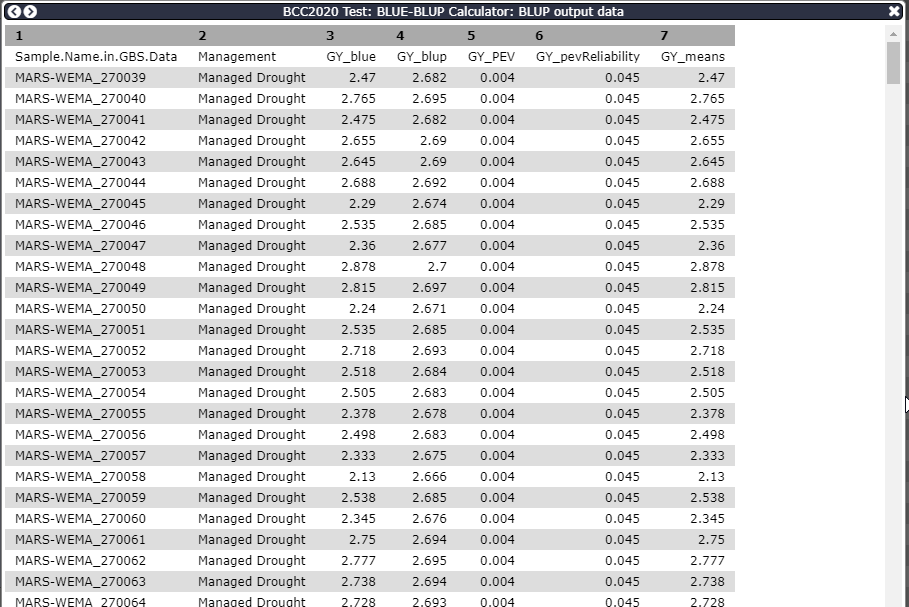 BCC2020 Test: BLUE-BLUP Calculator: BLUP output data
1 2 3 4 5 6 7
Sample.Name.in.GBS.Data Management GY_blue GY_blup GY_PEV GY_pevReliability GY_means
MARS-WEMA_270039 Managed Drought 2.47 2.682 0.004 0.045 2.47
MARS-WEMA_270040 Managed Drought 2.765 2.695 0.004 0.045 2.765
MARS-WEMA_270041 Managed Drought 2.475 2.682 0.004 0.045 2.475
MARS-WEMA_270042 Managed Drought 2.655 2.69 0.004 0.045 2.655
MARS-WEMA_270043 Managed Drought 2.645 2.69 0.004 0.045 2.645
MARS-WEMA_270044 Managed Drought 2.688 2.692 0.004 0.045 2.688
MARS-WEMA_270045 Managed Drought 2.29 2.674 0.004 0.045 2.29
MARS-WEMA_270046 Managed Drought 2.535 2.685 0.004 0.045 2.535
MARS-WEMA_270047 Managed Drought 2.36 2.677 0.004 0.045 2.36
MARS-WEMA_270048 Managed Drought 2.878 2.7 0.004 0.045 2.878
MARS-WEMA_270049 Managed Drought 2.815 2.697 0.004 0.045 2.815
MARS-WEMA_270050 Managed Drought 2.24 2.671 0.004 0.045 2.24
MARS-WEMA_270051 Managed Drought 2.535 2.685 0.004 0.045 2.535
MARS-WEMA_270052 Managed Drought 2.718 2.693 0.004 0.045 2.718
MARS-WEMA_270053 Managed Drought 2.518 2.684 0.004 0.045 2.518
MARS-WEMA_270054 Managed Drought 2.505 2.683 0.004 0.045 2.505
MARS-WEMA_270055 Managed Drought 2.378 2.678 0.004 0.045 2.378
MARS-WEMA_270056 Managed Drought 2.498 2.683 0.004 0.045 2.498
MARS-WEMA_270057 Managed Drought 2.333 2.675 0.004 0.045 2.333
MARS-WEMA_270058 Managed Drought 2.13 2.666 0.004 0.045 2.13
MARS-WEMA_270059 Managed Drought 2.538 2.685 0.004 0.045 2.538
MARS-WEMA_270060 Managed Drought 2.345 2.676 0.004 0.045 2.345
MARS-WEMA_270061 Managed Drought 2.75 2.694 0.004 0.045 2.75
MARS-WEMA_270062 Managed Drought 2.777 2.695 0.004 0.045 2.777
MARS-WEMA_270063 Managed Drought 2.738 2.694 0.004 0.045 2.738
MARS-WEMA_270064 Managed Drought 2.728 2.693 0.004 0.045 2.728